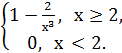 1 − 2/x³, x ≥ 2,
0, x < 2.